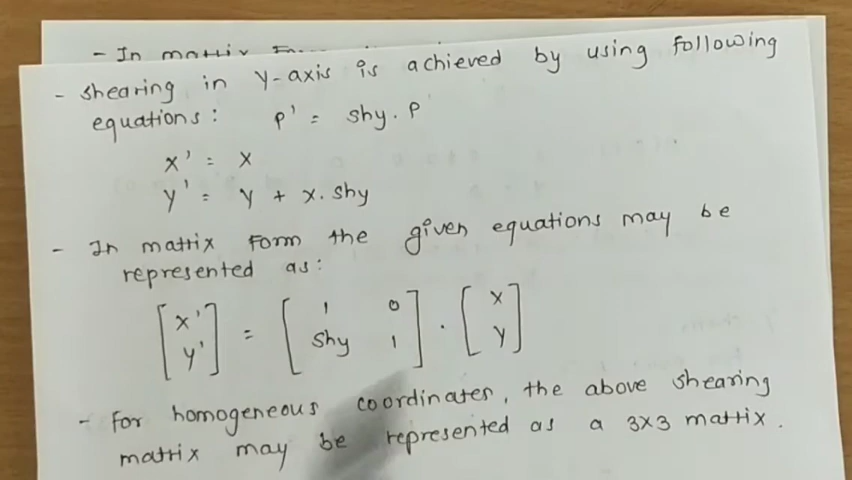 - In matrix Form
- Shearing in Y-axis is achieved by using following
equations: P' = Shy. P
x' = x
y' = y + x. shy
- In matrix Form the given equations may be
represented as:
[x' y'] = [1 0 Shy 1] . [x y]
- For homogeneous coordinates, the above shearing
matrix may be represented as a 3x3 matrix.